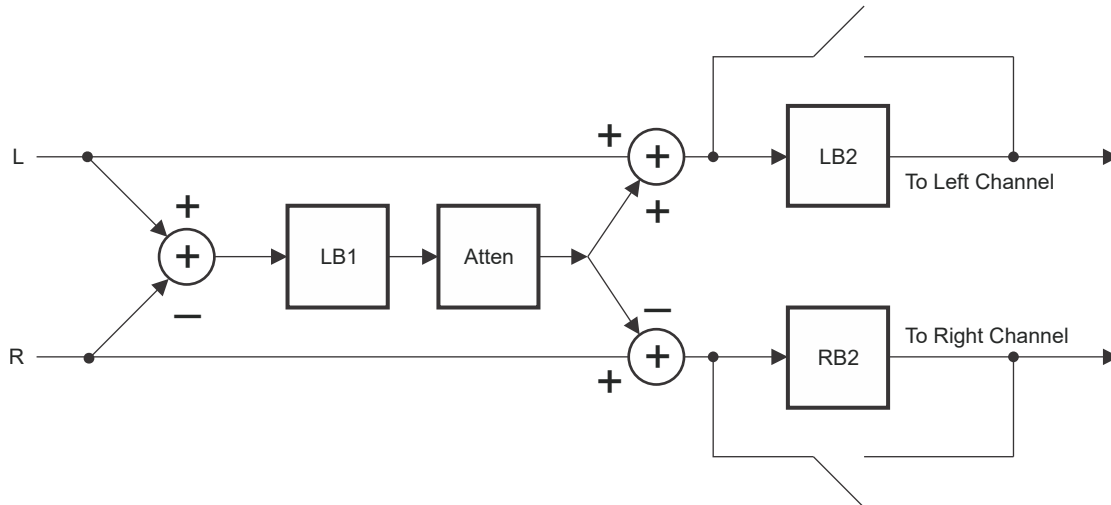 L
+
+
+
LB2
To Left Channel
+
+
LB1
Atten
−
−
R
+
+
RB2
To Right Channel